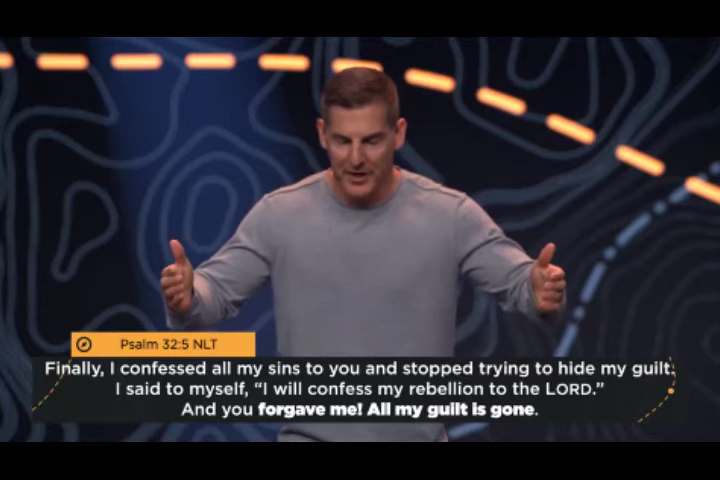 Psalm 32:5 NLT
Finally, I confessed all my sins to you and stopped trying to hide my guilt.
I said to myself, “I will confess my rebellion to the LORD.”
And you forgave me! All my guilt is gone.